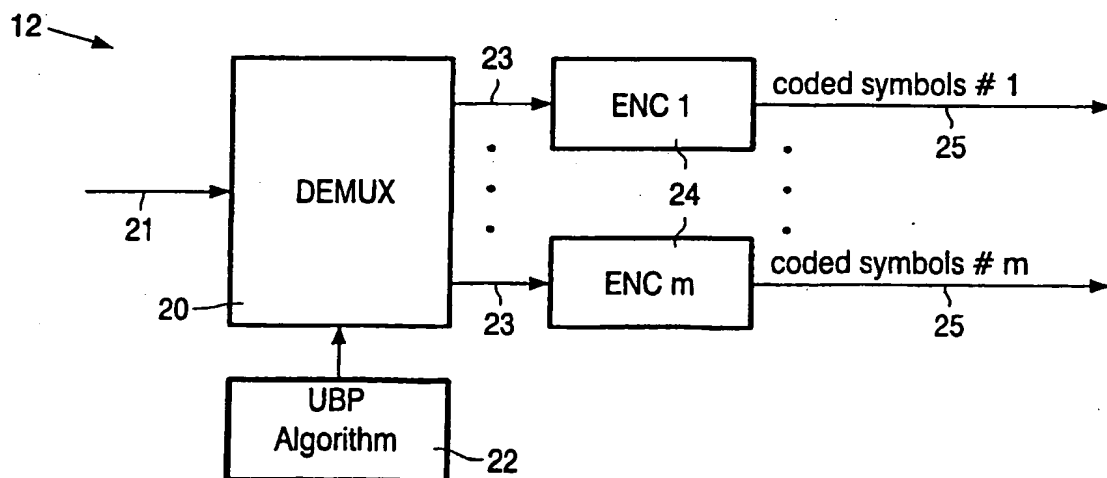 12
23
ENC 1
coded symbols # 1
25
DEMUX
21
24
20
23
ENC m
coded symbols # m
25
UBP
Algorithm
22